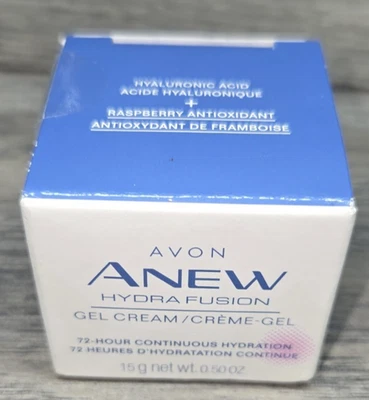 HYALURONIC ACID
ACIDE HYALURONIQUE
+
RASPBERRY ANTIOXIDANT
ANTIOXYDANT DE FRAMBOISE
AVON
ANEW
HYDRA FUSION
GEL CREAM/CRÈME-GEL
72-HOUR CONTINUOUS HYDRATION
72 HEURES D'HYDRATATION CONTINUE
15 g net wt. 0.50 OZ